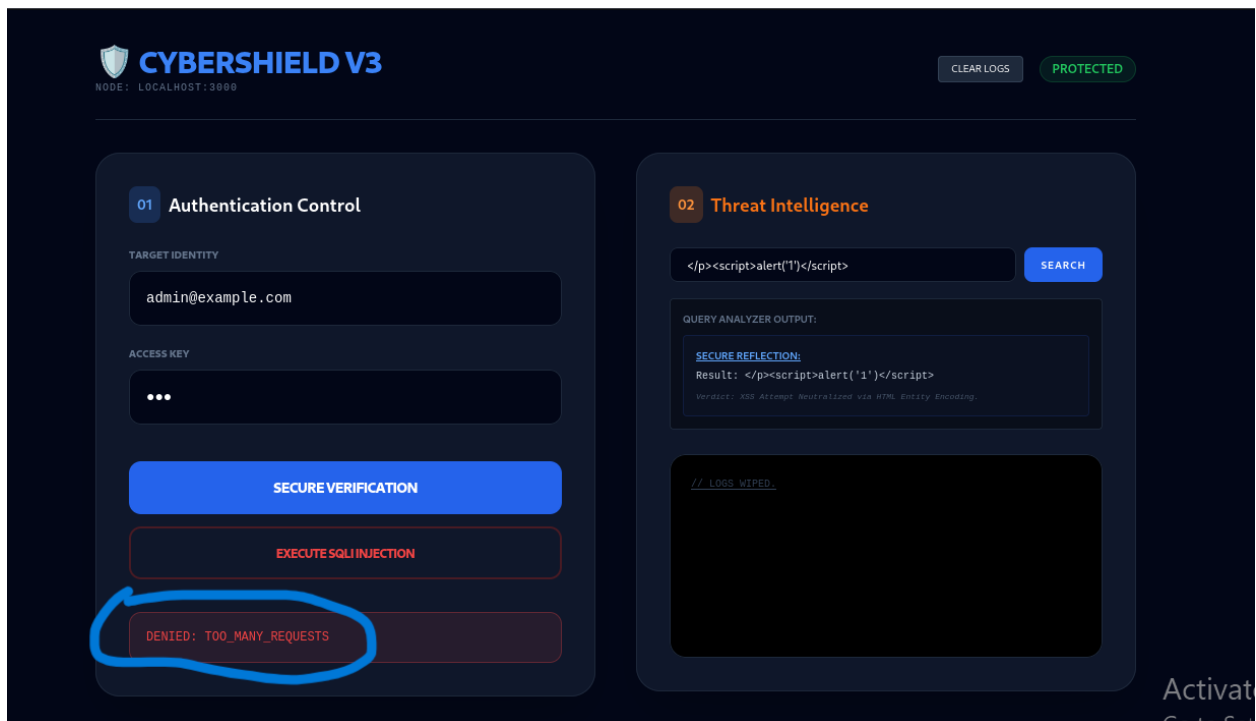 CYBERSHIELD V3
NODE: LOCALHOST:3000
CLEAR LOGS
PROTECTED
01 Authentication Control
TARGET IDENTITY
admin@example.com
ACCESS KEY
•••
SECURE VERIFICATION
EXECUTE SQLI INJECTION
DENIED: TOO_MANY_REQUESTS
02 Threat Intelligence
</p><script>alert('1')</script>
SEARCH
QUERY ANALYZER OUTPUT:
SECURE REFLECTION:
Result: </p><script>alert('1')</script>
Verdict: XSS Attempt Neutralized via HTML Entity Encoding.
// LOGS WIPED.
Activate